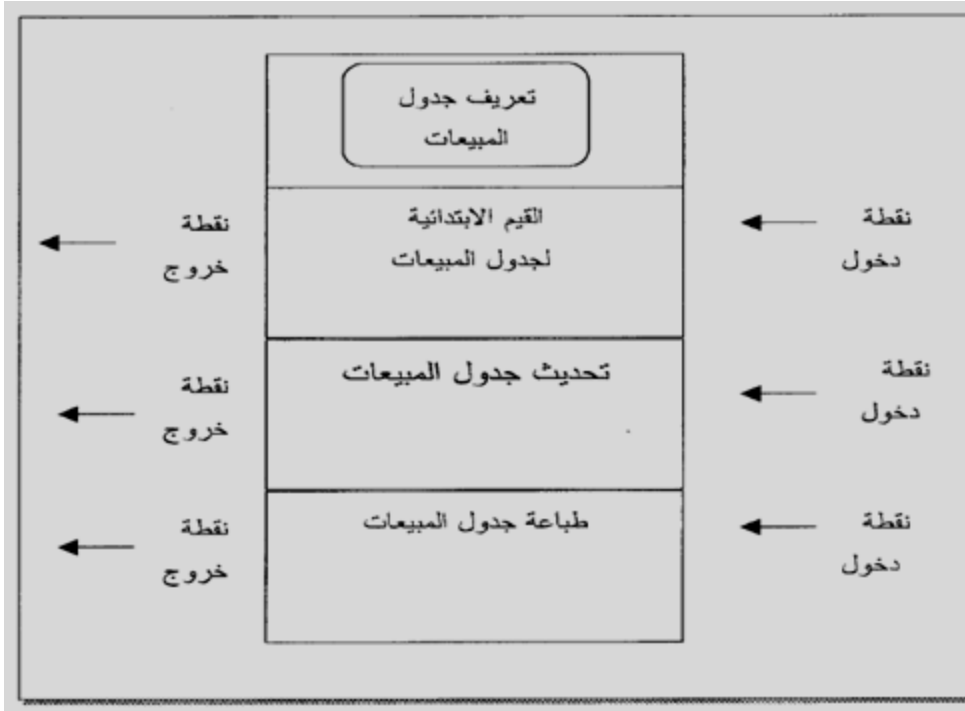 تعريف جدول
المبيعات
نقطة
دخول
القيم الابتدائية
لجدول المبيعات
نقطة
خروج
نقطة
دخول
تحديث جدول المبيعات
نقطة
خروج
نقطة
دخول
طباعة جدول المبيعات
نقطة
خروج